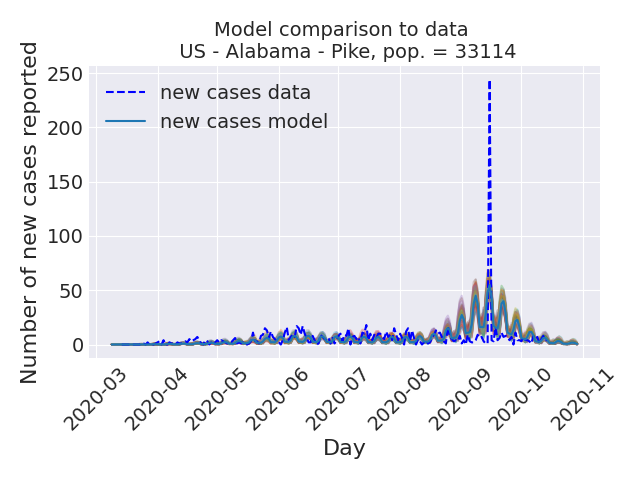 Model comparison to data
US - Alabama - Pike, pop. = 33114
Number of new cases reported
250
200
150
100
50
0
new cases data
new cases model
2020-03
2020-04
2020-05
2020-06
2020-07
2020-08
2020-09
2020-10
2020-11
Day